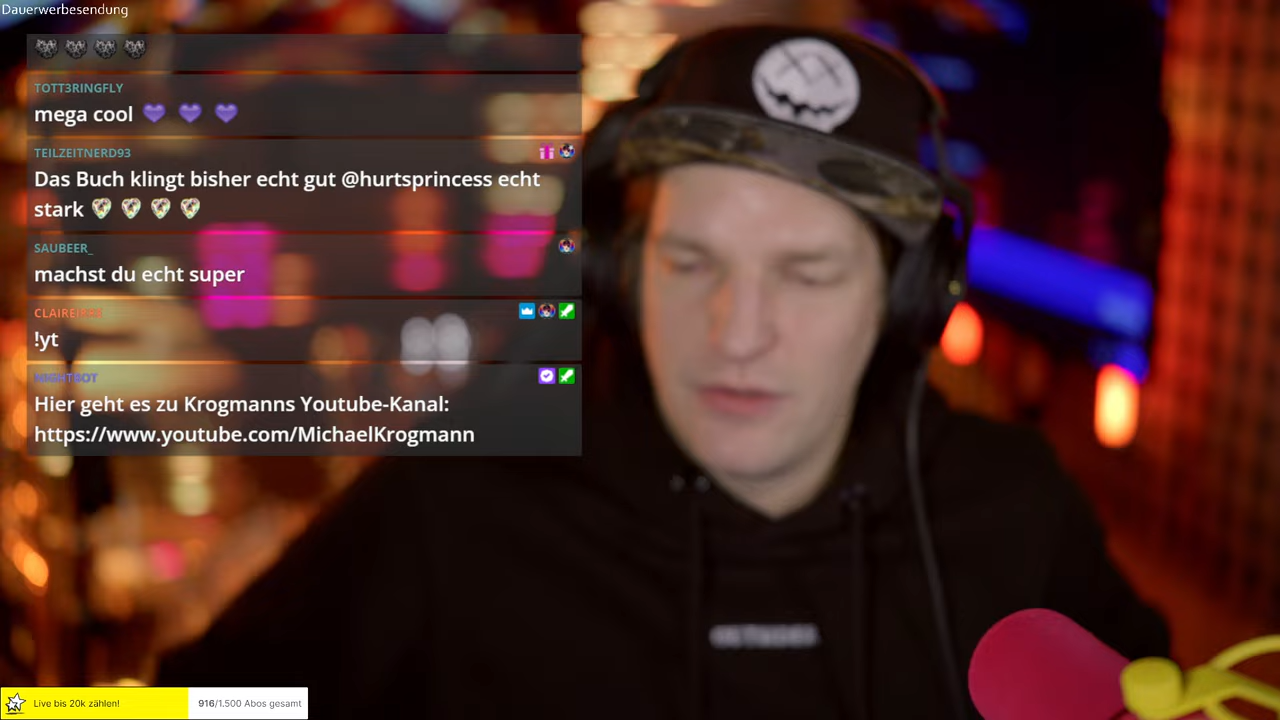 Dauerwerbesendung
TOTT3RINGFLY
mega cool
TEILZEITNERD93
Das Buch klingt bisher echt gut @hurtsprincess echt
stark
SAUBEER_
machst du echt super
!yt
NIGHTBOT
Hier geht es zu Krogmanns Youtube-Kanal:
https://www.youtube.com/MichaelKrogmann
Live bis 20k zählen!
916/1.500 Abos gesamt